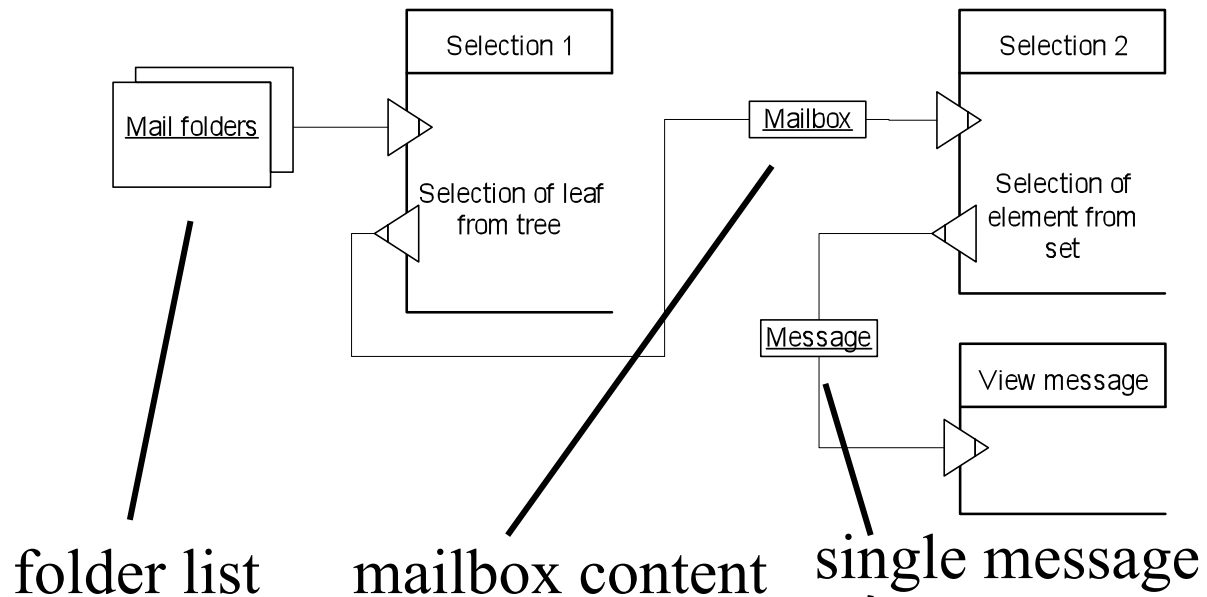 Selection 1
Selection 2
Mail folders
Mailbox
Selection of leaf
from tree
Selection of
element from
set
Message
View message
folder list
mailbox content
single message